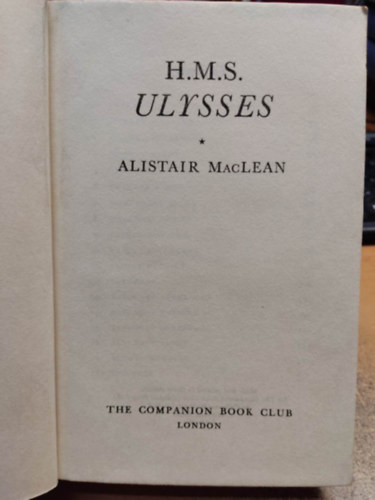 H.M.S.
ULYSSES
★
ALISTAIR MACLEAN
THE COMPANION BOOK CLUB
LONDON